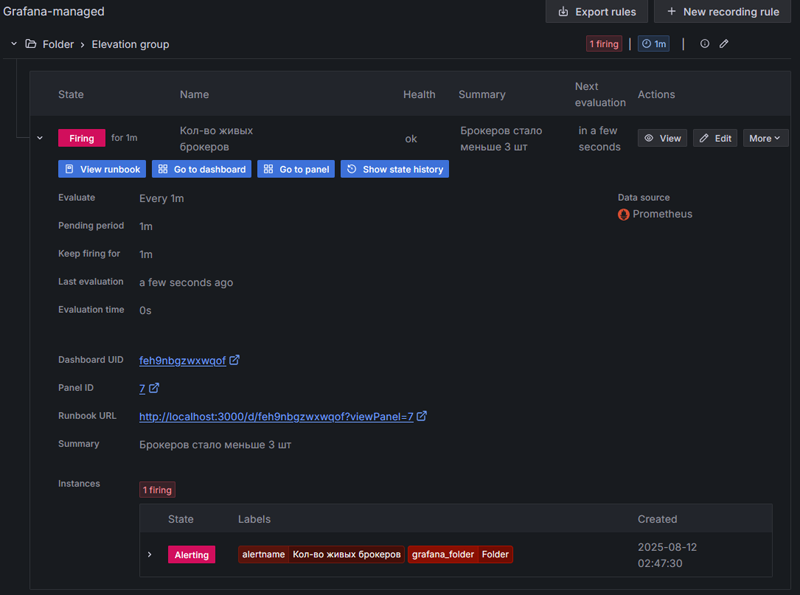 Grafana-managed
Export rules
New recording rule
Folder › Elevation group
1 firing | 1m |
State Name Health Summary Next evaluation Actions
Firing for 1m Кол-во живых брокеров ok Брокеров стало меньше 3 шт in a few seconds View Edit More
View runbook Go to dashboard Go to panel Show state history
Evaluate Every 1m
Data source
Prometheus
Pending period 1m
Keep firing for 1m
Last evaluation a few seconds ago
Evaluation time 0s
Dashboard UID feh9nbgzwxwqof
Panel ID 7
Runbook URL http://localhost:3000/d/feh9nbgzwxwqof?viewPanel=7
Summary Брокеров стало меньше 3 шт
Instances 1 firing
State Labels Created
Alerting alertname Кол-во живых брокеров grafana_folder Folder 2025-08-12 02:47:30